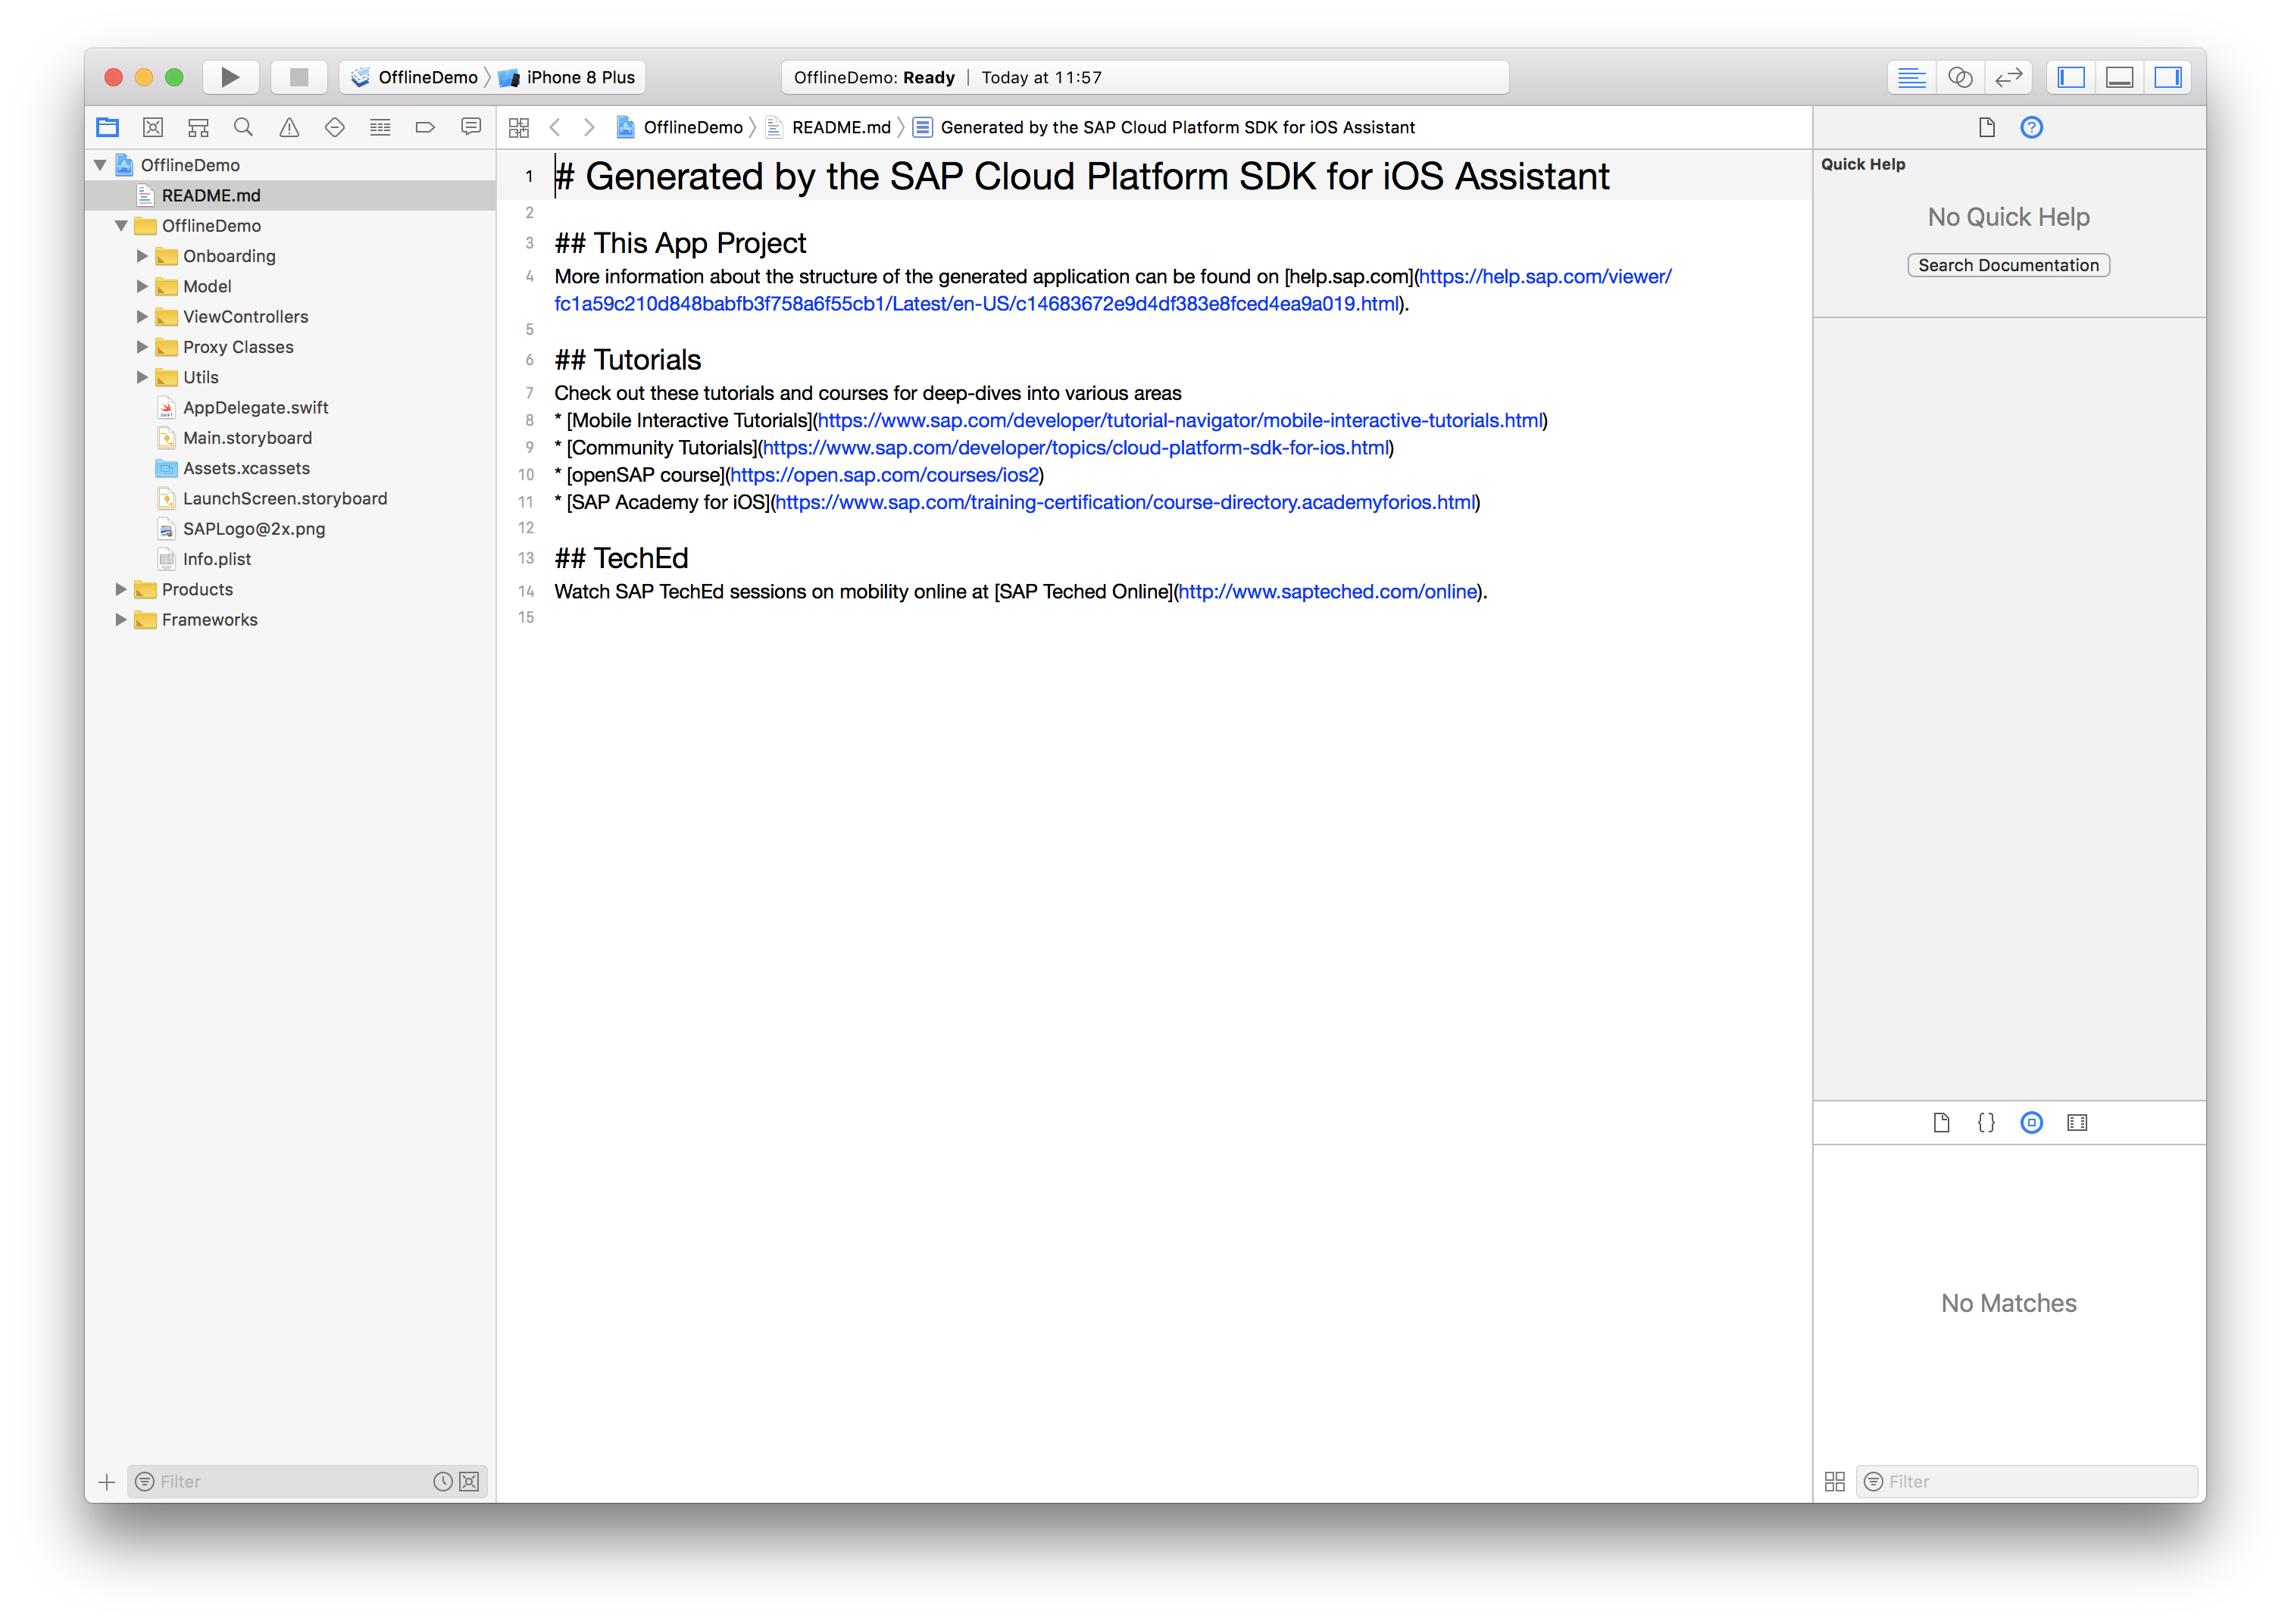 OfflineDemo iPhone 8 Plus
OfflineDemo: Ready | Today at 11:57
OfflineDemo README.md Generated by the SAP Cloud Platform SDK for iOS Assistant
OfflineDemo
README.md
OfflineDemo
Onboarding
Model
ViewControllers
Proxy Classes
Utils
AppDelegate.swift
Main.storyboard
Assets.xcassets
LaunchScreen.storyboard
SAPLogo@2x.png
Info.plist
Products
Frameworks
Filter
1 # Generated by the SAP Cloud Platform SDK for iOS Assistant
2
3 ## This App Project
4 More information about the structure of the generated application can be found on [help.sap.com](https://help.sap.com/viewer/
fc1a59c210d848babfb3f758a6f55cb1/Latest/en-US/c14683672e9d4df383e8fced4ea9a019.html).
5
6 ## Tutorials
7 Check out these tutorials and courses for deep-dives into various areas
8 * [Mobile Interactive Tutorials](https://www.sap.com/developer/tutorial-navigator/mobile-interactive-tutorials.html)
9 * [Community Tutorials](https://www.sap.com/developer/topics/cloud-platform-sdk-for-ios.html)
10 * [openSAP course](https://open.sap.com/courses/ios2)
11 * [SAP Academy for iOS](https://www.sap.com/training-certification/course-directory.academyforios.html)
12
13 ## TechEd
14 Watch SAP TechEd sessions on mobility online at [SAP Teched Online](http://www.sapteched.com/online).
15
Quick Help
No Quick Help
Search Documentation
No Matches
Filter